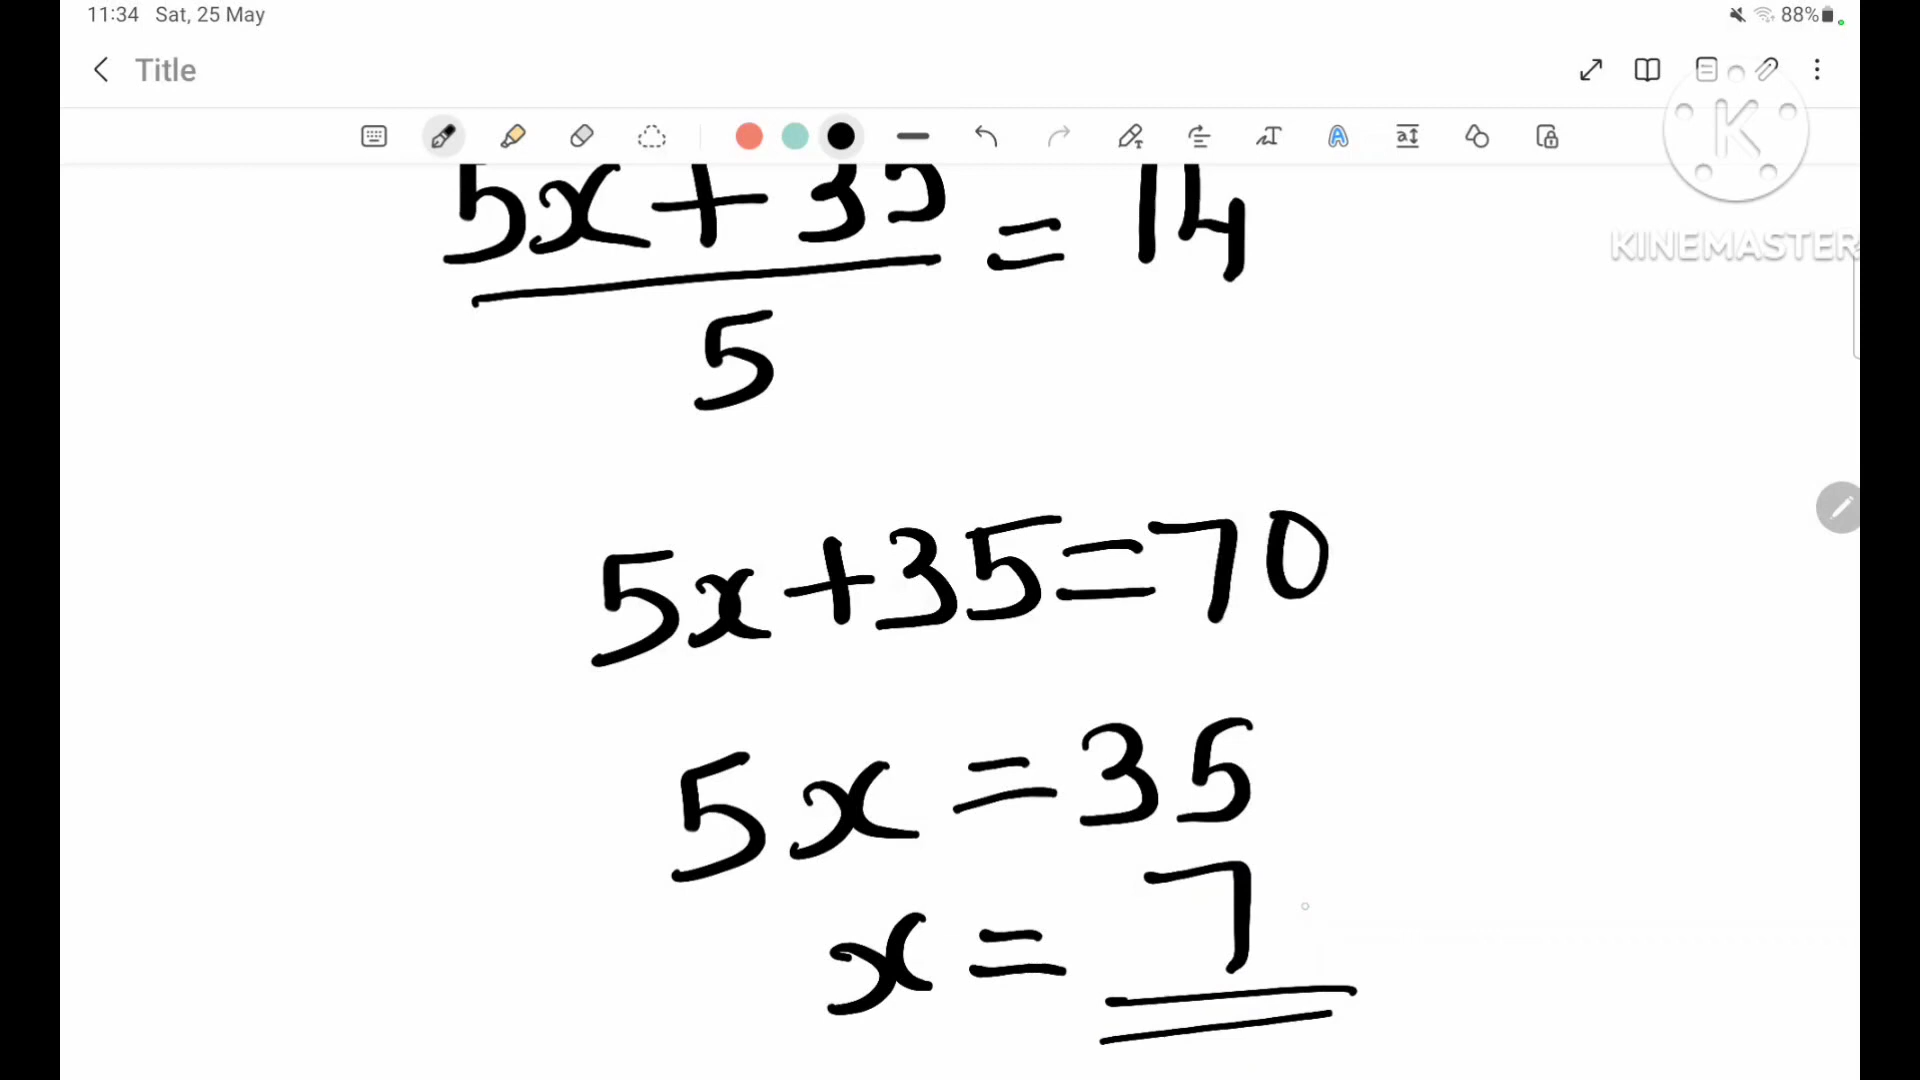 11:34 Sat, 25 May 88%
Title
K
KINEMASTER
5x+35 = 14
5
5x+35=70
5x=35
x=7